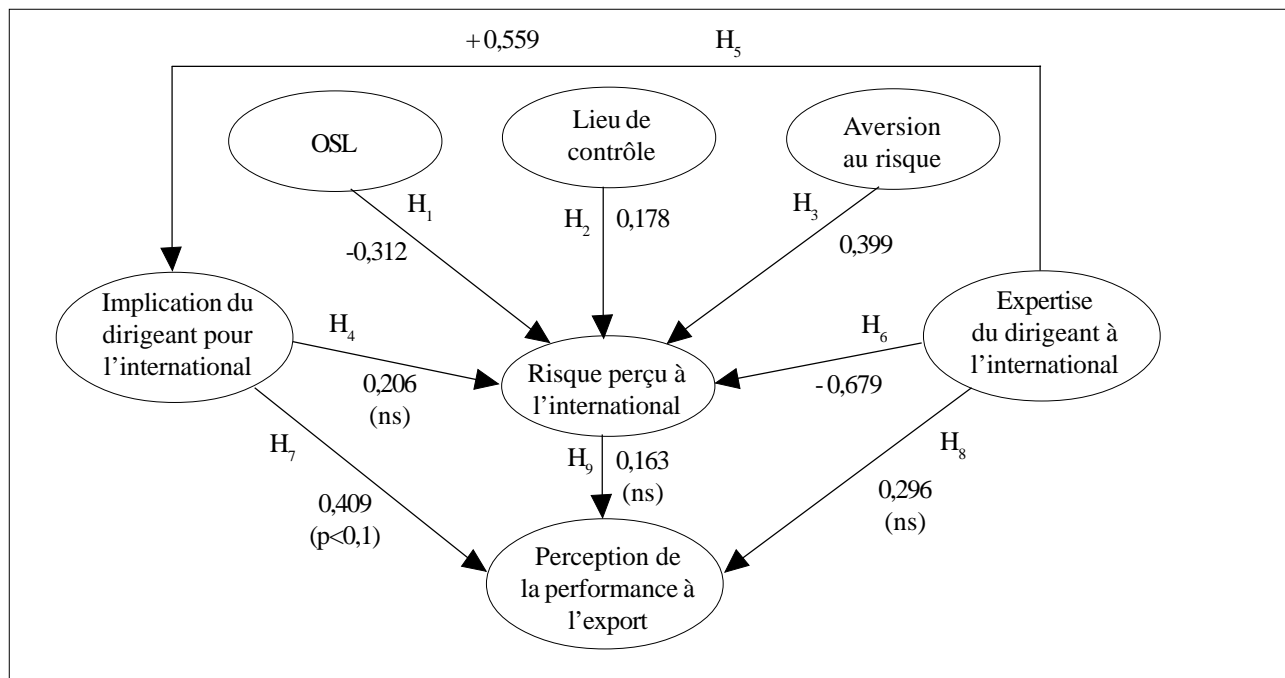 + 0,559 H₅
OSL
Lieu de
contrôle
Aversion
au risque
H₁
-0,312
H₂ 0,178
H₃
0,399
Implication du
dirigeant pour
l’international
H₄
0,206
(ns)
Risque perçu à
l’international
H₆
- 0,679
Expertise
du dirigeant à
l’international
H₇
0,409
(p<0,1)
H₉ 0,163
(ns)
H₈
0,296
(ns)
Perception de
la performance à
l’export